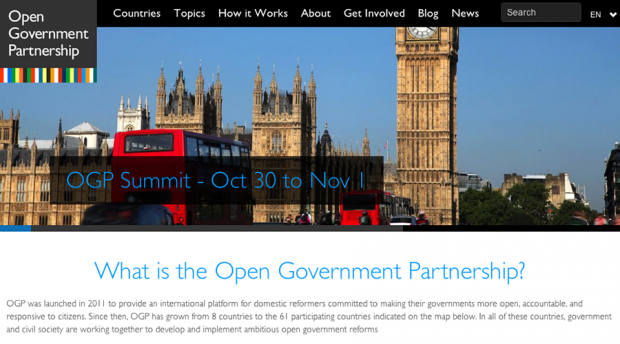 Open
Government
Partnership
Countries Topics How it Works About Get Involved Blog News Search EN
OGP Summit - Oct 30 to Nov 1
What is the Open Government Partnership?
OGP was launched in 2011 to provide an international platform for domestic reformers committed to making their governments more open, accountable, and
responsive to citizens. Since then, OGP has grown from 8 countries to the 61 participating countries indicated on the map below. In all of these countries, government
and civil society are working together to develop and implement ambitious open government reforms